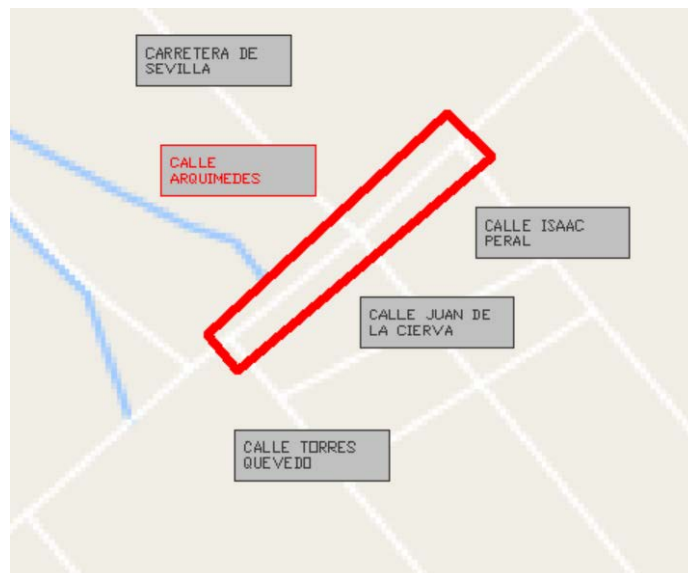 CARRETERA DE
SEVILLA
CALLE
ARQUIMEDES
CALLE ISAAC
PERAL
CALLE JUAN DE
LA CIERVA
CALLE TORRES
QUEVEDO